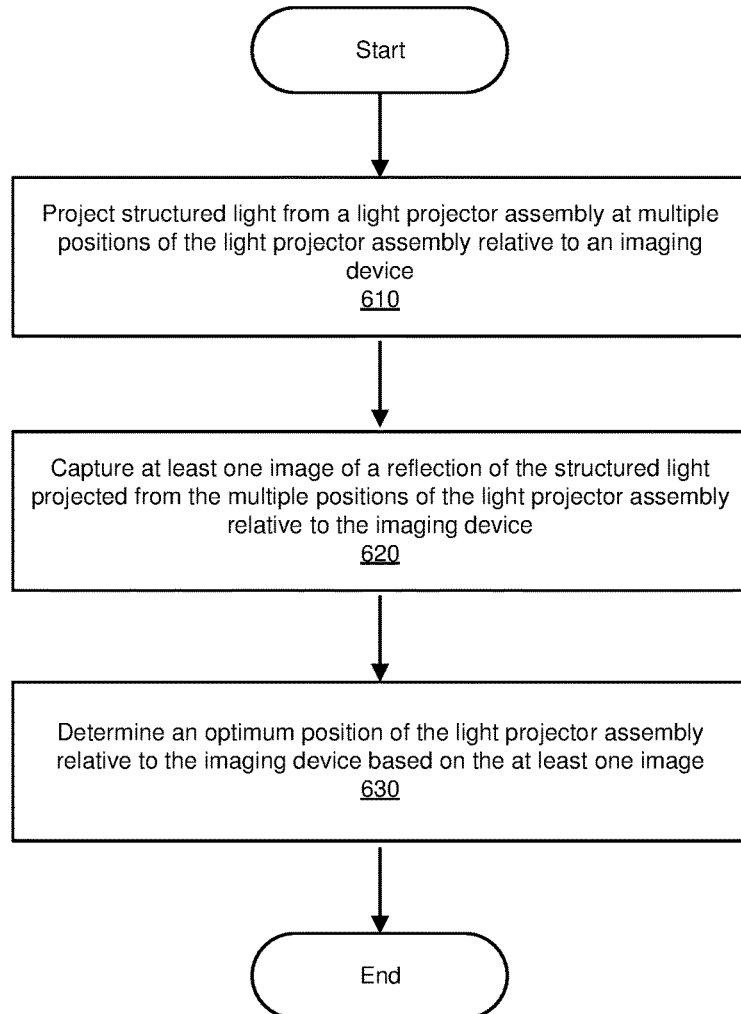 Start
Project structured light from a light projector assembly at multiple
positions of the light projector assembly relative to an imaging
device
610
Capture at least one image of a reflection of the structured light
projected from the multiple positions of the light projector assembly
relative to the imaging device
620
Determine an optimum position of the light projector assembly
relative to the imaging device based on the at least one image
630
End